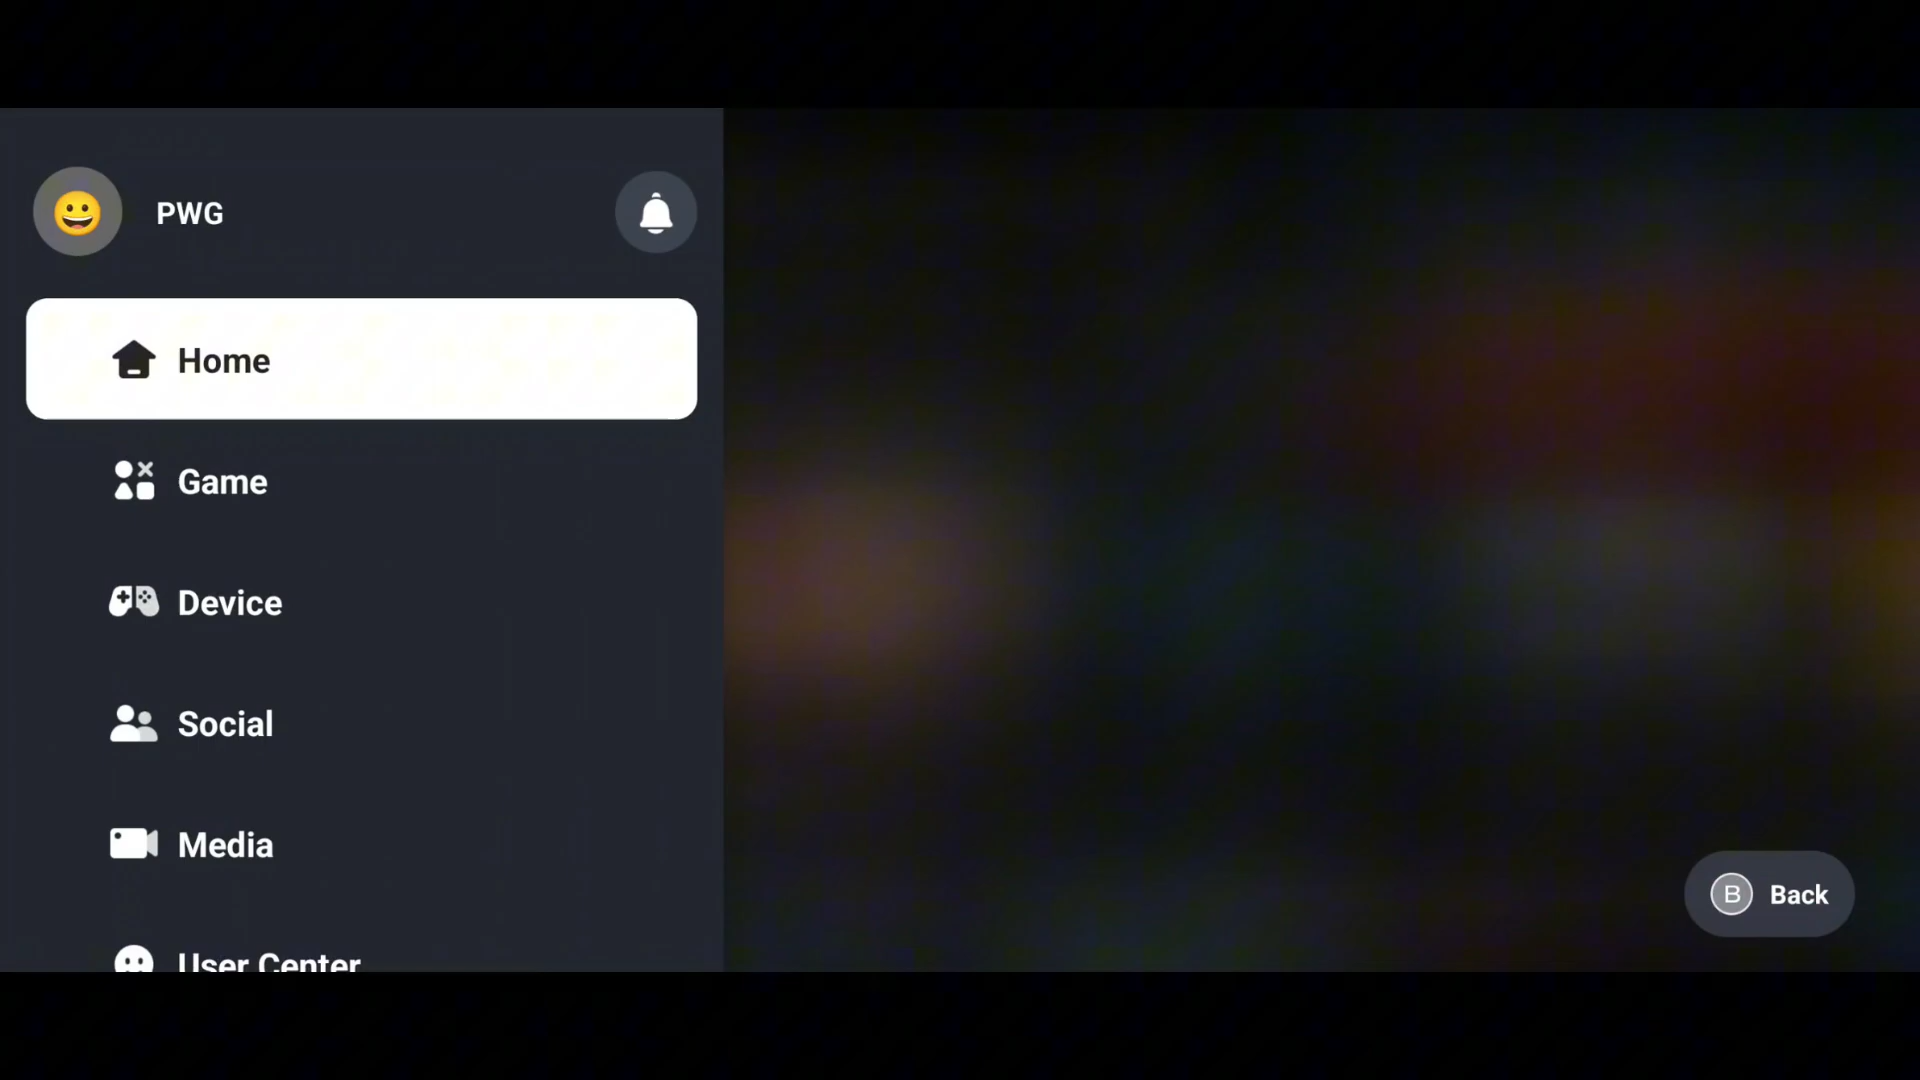 PWG
Home
Game
Device
Social
Media
User Center
B Back